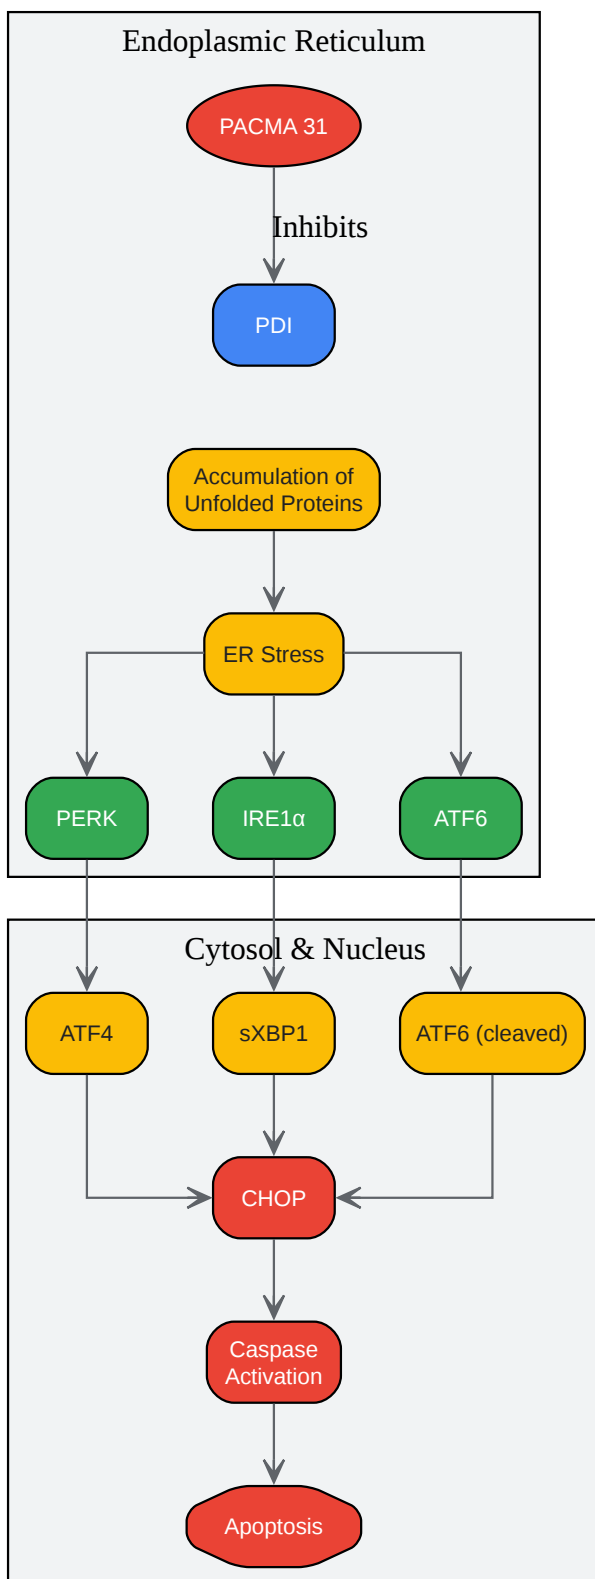 Endoplasmic Reticulum
PACMA 31
Inhibits
PDI
Accumulation of
Unfolded Proteins
ER Stress
PERK
IRE1α
ATF6
Cytosol & Nucleus
ATF4
sXBP1
ATF6 (cleaved)
CHOP
Caspase
Activation
Apoptosis